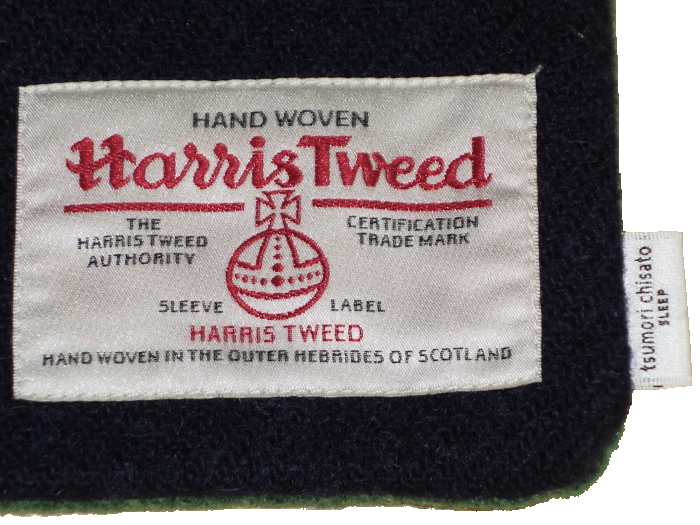 HAND WOVEN
Harris Tweed
THE
HARRIS TWEED
AUTHORITY
CERTIFICATION
TRADE MARK
SLEEVE LABEL
HARRIS TWEED
HAND WOVEN IN THE OUTER HEBRIDES OF SCOTLAND
tsumori chisato
SLEEP